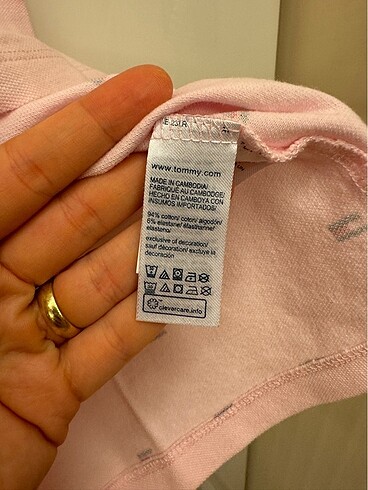 www.tommy.com
MADE IN CAMBODIA/
FABRIQUÉ AU CAMBODGE/
HECHO EN CAMBOYA CON
INSUMOS IMPORTADOS/
94% cotton/ coton/ algodón/
6% elastane/ élasthanne/
elastano/
exclusive of decoration/
sauf décoration/ excluye la
decoración
clevercare.info